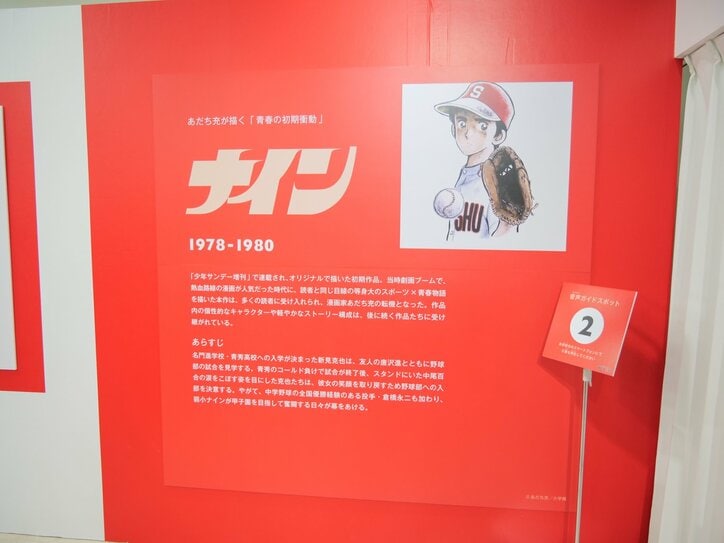 あだち充が描く「青春の初期衝動」
ナイン
1978-1980
「少年サンデー増刊」で連載され、オリジナルで描いた初期作品。当時劇画ブームで、
熱血路線の漫画が人気だった時代に、読者と同じ目線の等身大のスポーツ×青春物語
を描いた本作は、多くの読者に受け入れられ、漫画家あだち充の転機となった。作品
内の個性的なキャラクターや軽やかなストーリー構成は、後に続く作品たちに受け
継がれている。
あらすじ
名門進学校・青秀高校への入学が決まった新見克也は、友人の唐沢進とともに野球
部の試合を見学する。青秀のコールド負けで試合が終了後、スタンドにいた中尾百
合の涙をこぼす姿を目にした克也たちは、彼女の笑顔を取り戻すため野球部への入
部を決意する。やがて、中学野球の全国優勝経験のある投手・倉橋永二も加わり、
弱小ナインが甲子園を目指して奮闘する日々が幕をあける。
S
SHU
音声ガイドスポット
2
©あだち充／小学館